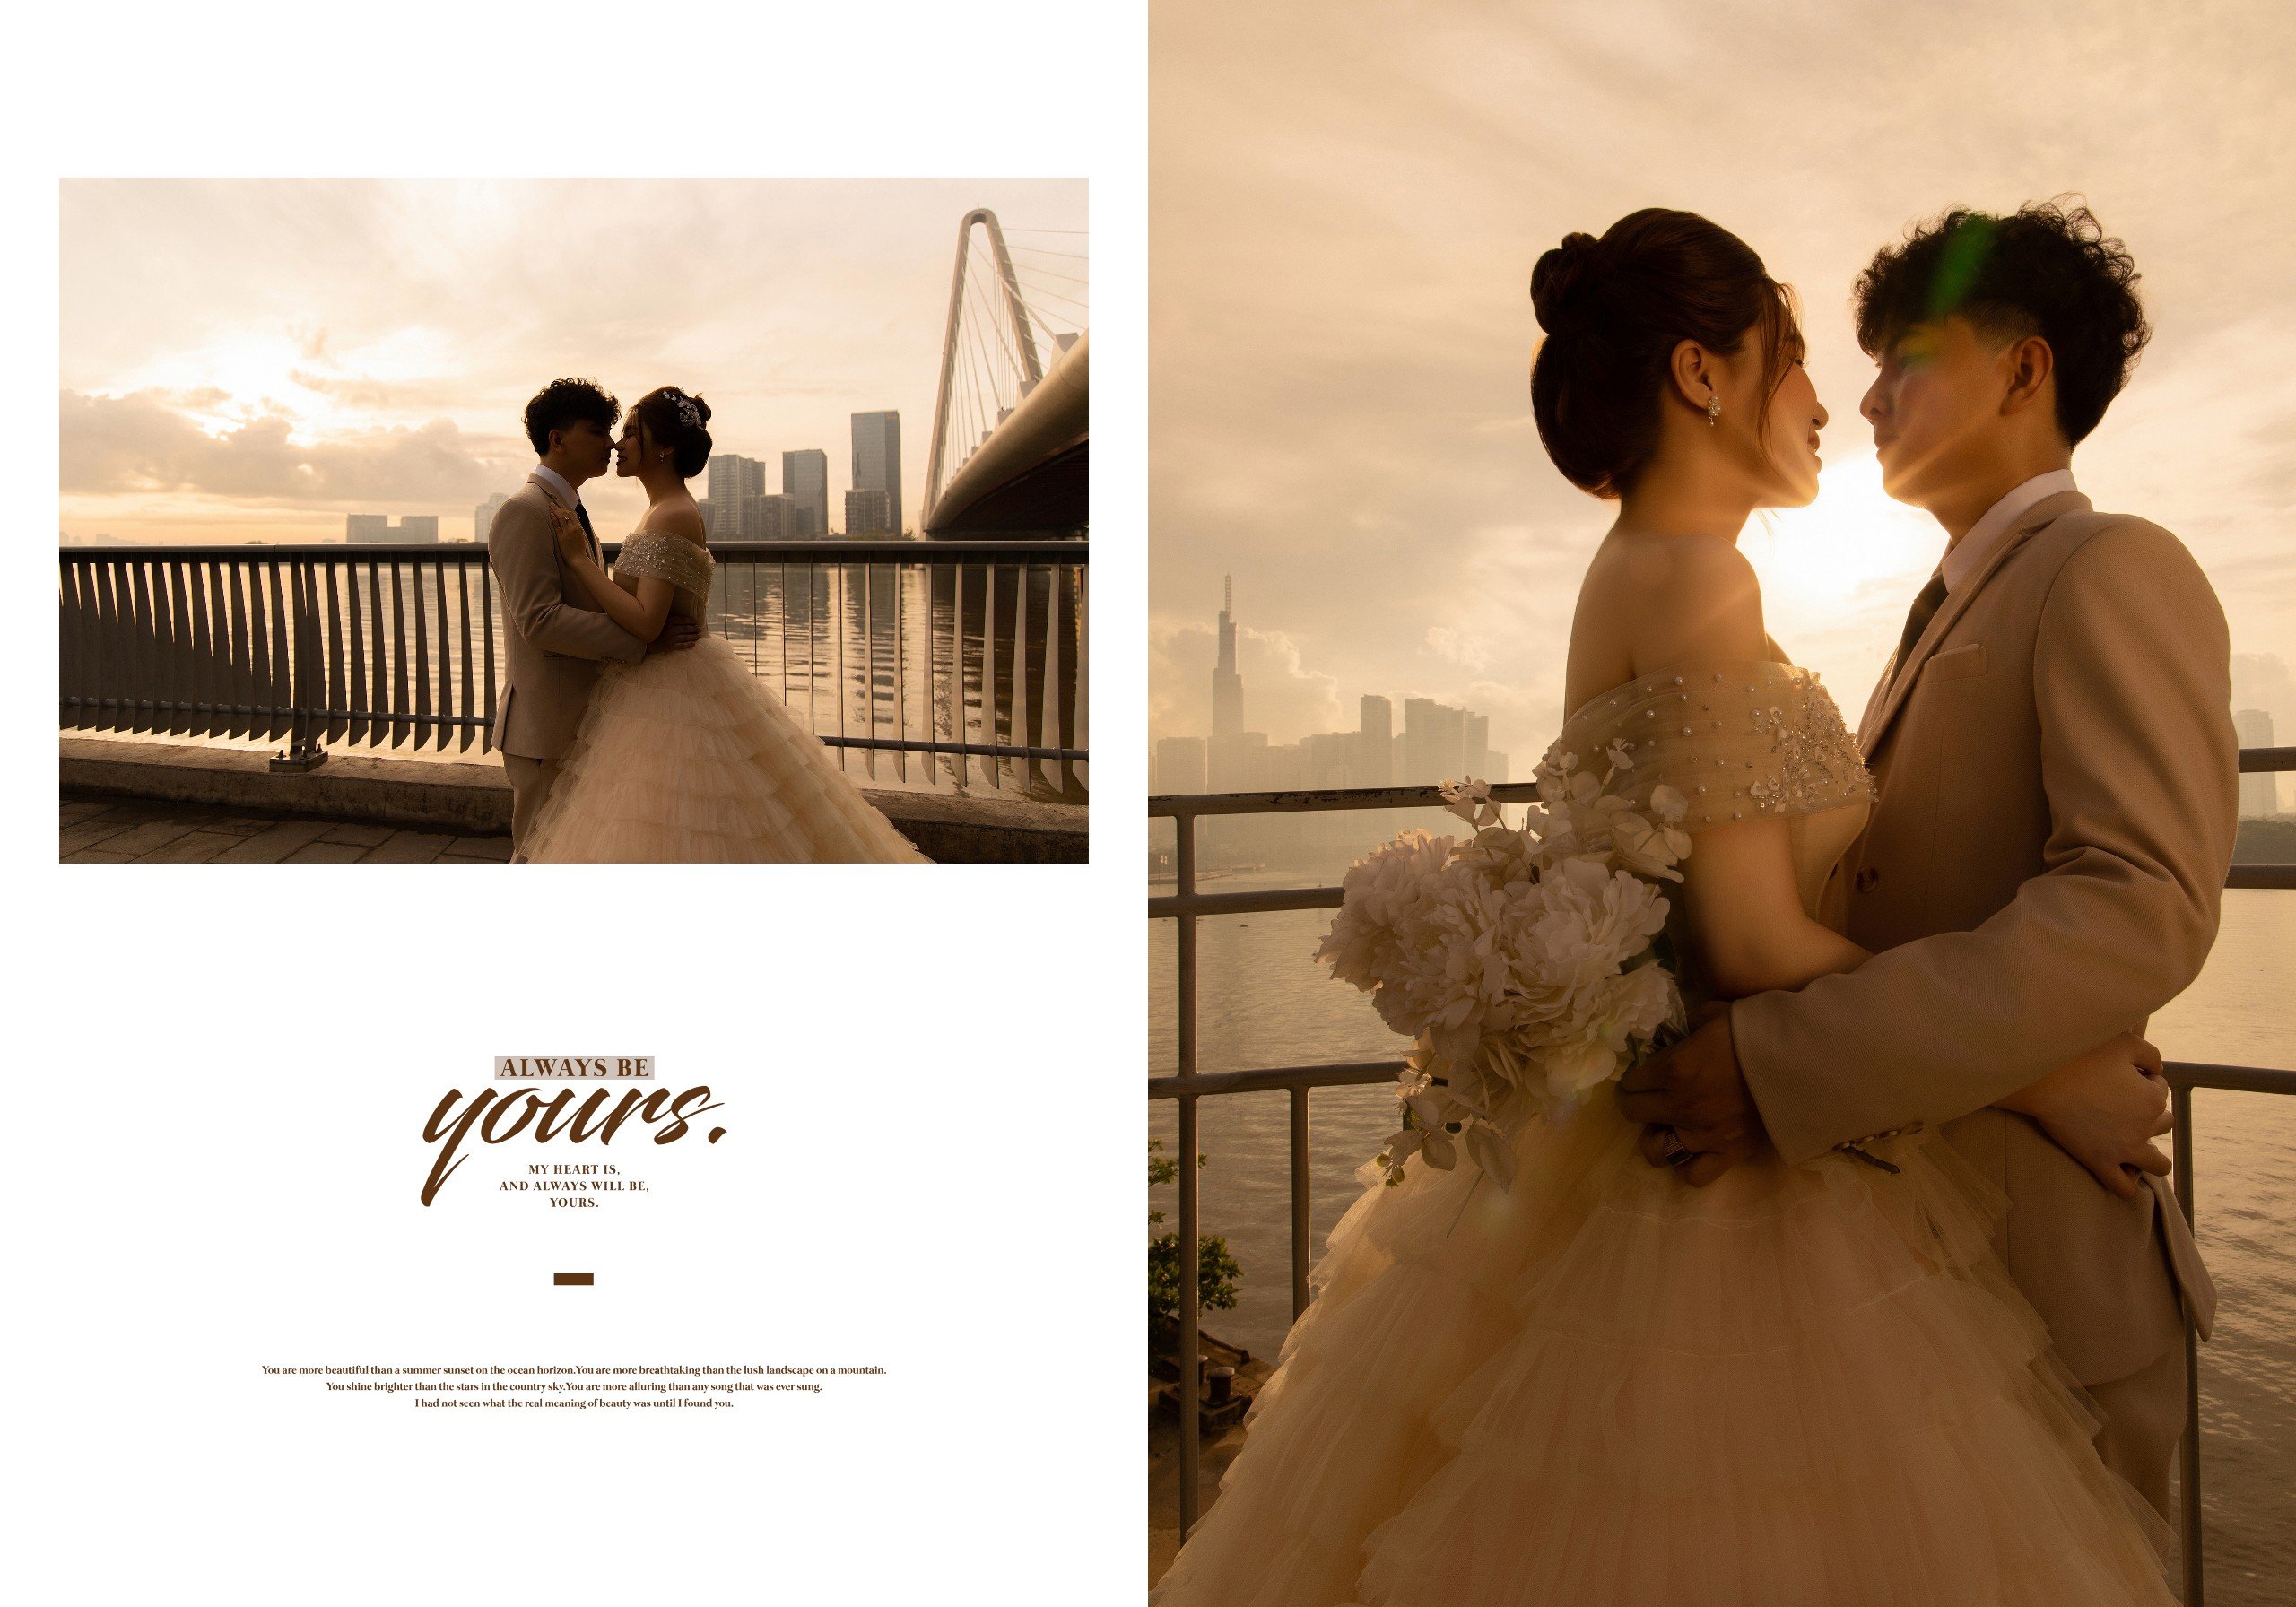 ALWAYS BE
yours.
MY HEART IS,
AND ALWAYS WILL BE,
YOURS.
You are more beautiful than a summer sunset on the ocean horizon.You are more breathtaking than the lush landscape on a mountain.
You shine brighter than the stars in the country sky.You are more alluring than any song that was ever sung.
I had not seen what the real meaning of beauty was until I found you.